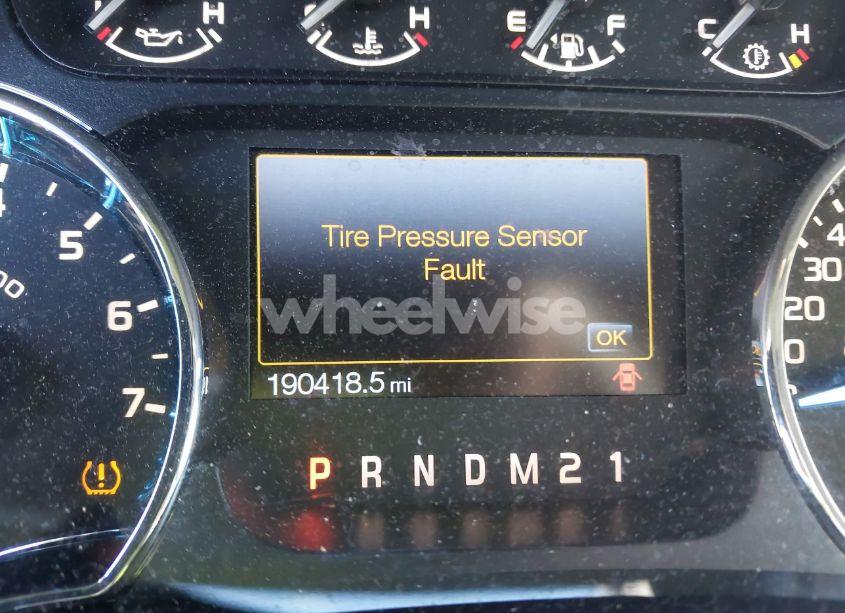 H H E F C H
Tire Pressure Sensor
Fault
wheelwise
OK
190418.5 mi
P R N D M 2 1
5
6
7
30
20